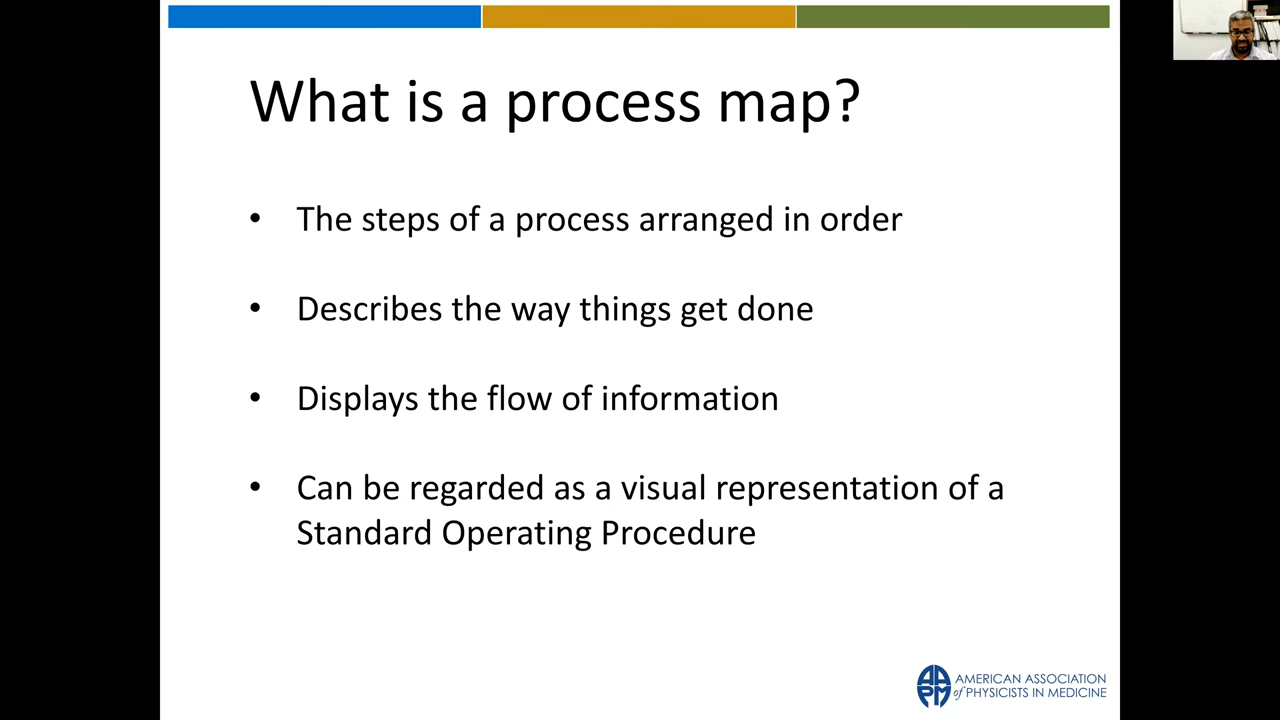 What is a process map?
• The steps of a process arranged in order
• Describes the way things get done
• Displays the flow of information
• Can be regarded as a visual representation of a
Standard Operating Procedure
AAPM
AMERICAN ASSOCIATION
of PHYSICISTS IN MEDICINE